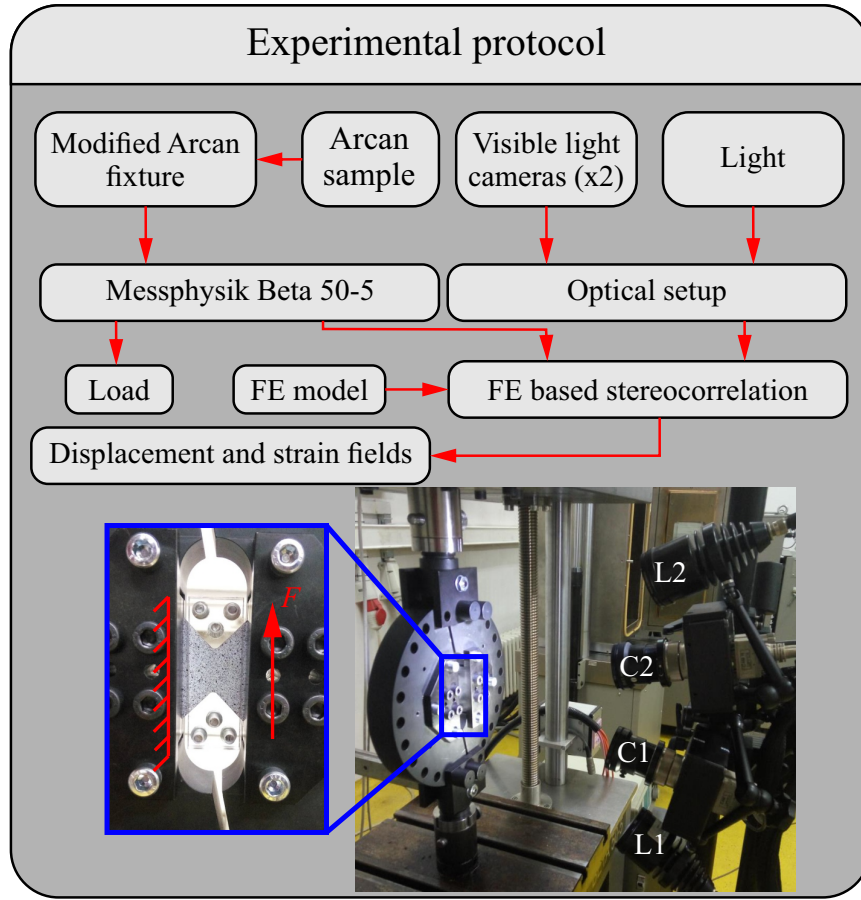 Experimental protocol
Modified Arcan
fixture
Arcan
sample
Visible light
cameras (x2)
Light
Messphysik Beta 50-5
Optical setup
Load
FE model
FE based stereocorrelation
Displacement and strain fields
F
L2
C2
C1
L1